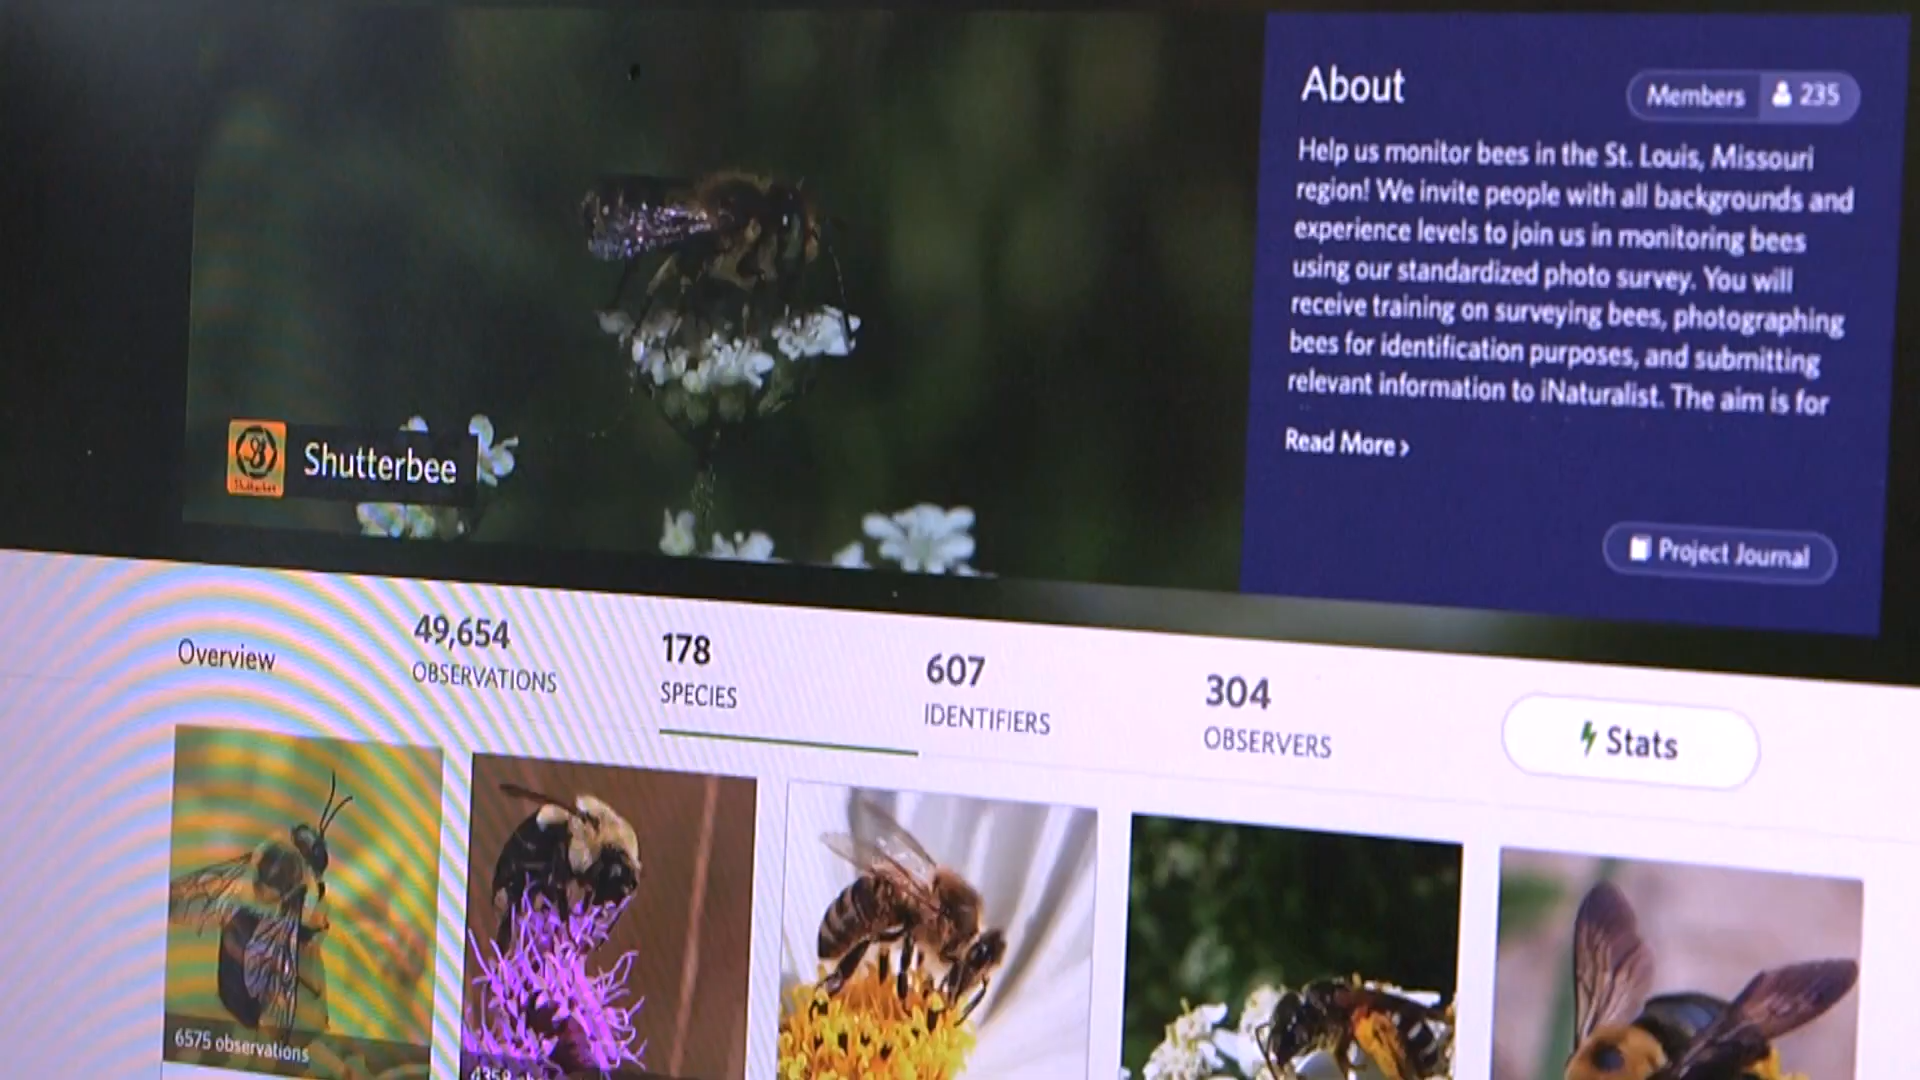 About
Members 235
Help us monitor bees in the St. Louis, Missouri
region! We invite people with all backgrounds and
experience levels to join us in monitoring bees
using our standardized photo survey. You will
receive training on surveying bees, photographing
bees for identification purposes, and submitting
relevant information to iNaturalist. The aim is for
Read More >
Shutterbee
Project Journal
Overview
49,654
OBSERVATIONS
178
SPECIES
607
IDENTIFIERS
304
OBSERVERS
Stats
6575 observations